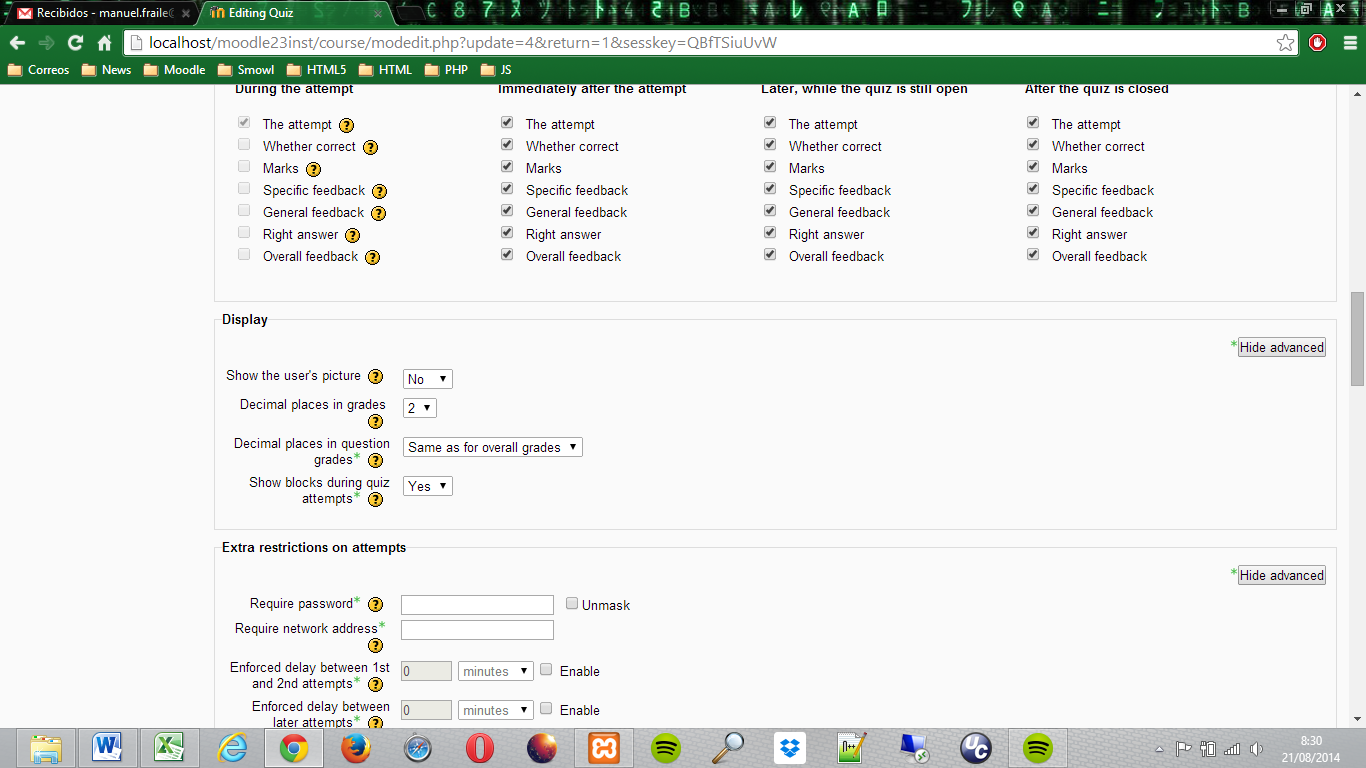 Recibidos - manuel.fraile@
Editing Quiz
localhost/moodle23inst/course/modedit.php?update=4&return=1&sesskey=QBfTSiuUvW
Correos News Moodle Smowl HTML5 HTML PHP JS
During the attempt Immediately after the attempt Later, while the quiz is still open After the quiz is closed
The attempt The attempt The attempt The attempt
Whether correct Whether correct Whether correct Whether correct
Marks Marks Marks Marks
Specific feedback Specific feedback Specific feedback Specific feedback
General feedback General feedback General feedback General feedback
Right answer Right answer Right answer Right answer
Overall feedback Overall feedback Overall feedback Overall feedback
Display
*Hide advanced
Show the user's picture No
Decimal places in grades 2
Decimal places in question
grades* Same as for overall grades
Show blocks during quiz
attempts* Yes
Extra restrictions on attempts
*Hide advanced
Require password* Unmask
Require network address*
Enforced delay between 1st
and 2nd attempts* 0 minutes Enable
Enforced delay between
later attempts* 0 minutes Enable
8:30
21/08/2014